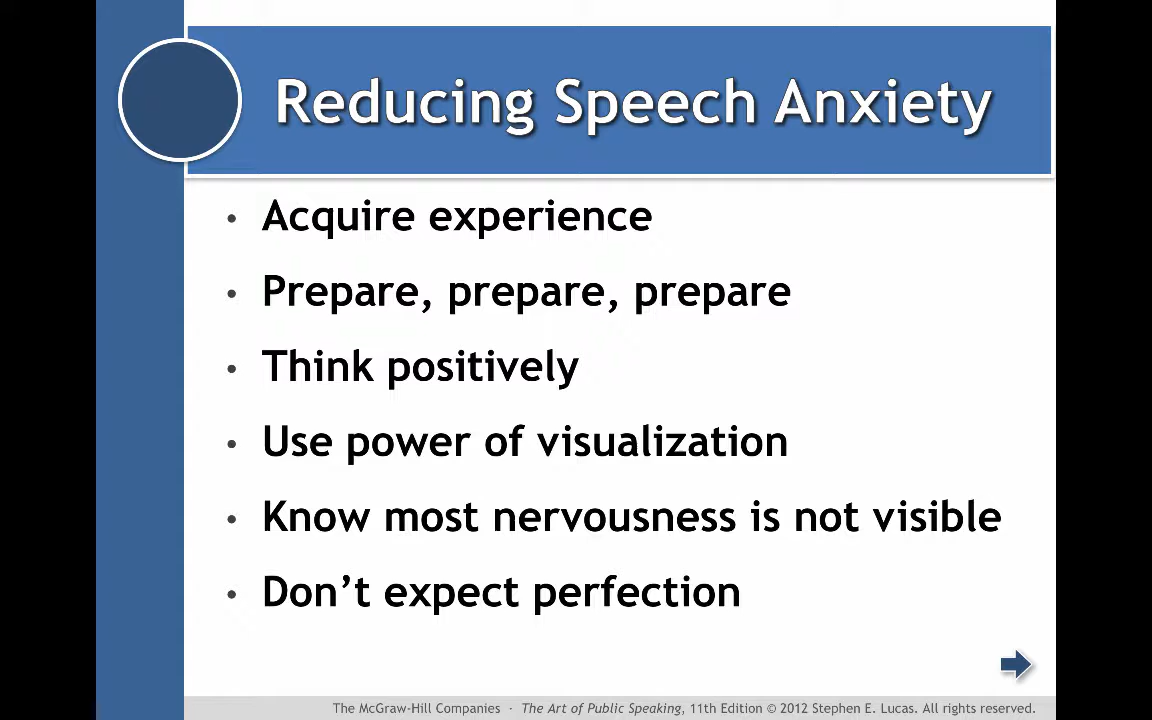 Reducing Speech Anxiety
• Acquire experience
• Prepare, prepare, prepare
• Think positively
• Use power of visualization
• Know most nervousness is not visible
• Don’t expect perfection
The McGraw-Hill Companies · The Art of Public Speaking, 11th Edition © 2012 Stephen E. Lucas. All rights reserved.